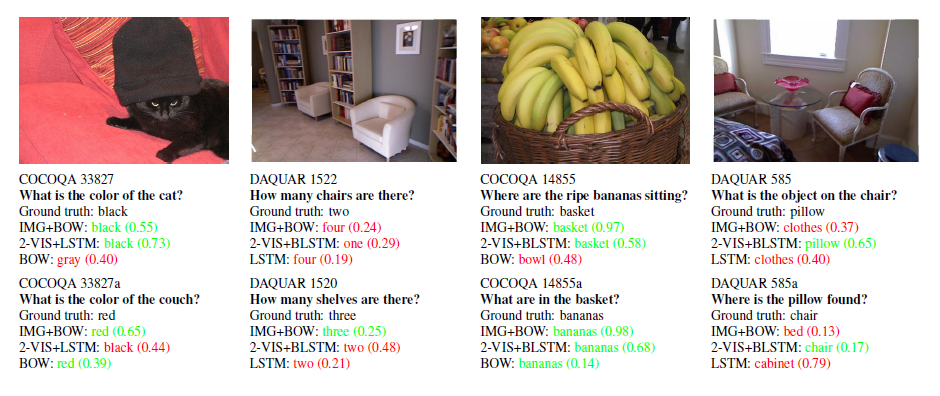 COCOQA 33827
What is the color of the cat?
Ground truth: black
IMG+BOW: black (0.55)
2-VIS+LSTM: black (0.73)
BOW: gray (0.40)
COCOQA 33827a
What is the color of the couch?
Ground truth: red
IMG+BOW: red (0.65)
2-VIS+LSTM: black (0.44)
BOW: red (0.39)
DAQUAR 1522
How many chairs are there?
Ground truth: two
IMG+BOW: four (0.24)
2-VIS+BLSTM: one (0.29)
LSTM: four (0.19)
DAQUAR 1520
How many shelves are there?
Ground truth: three
IMG+BOW: three (0.25)
2-VIS+BLSTM: two (0.48)
LSTM: two (0.21)
COCOQA 14855
Where are the ripe bananas sitting?
Ground truth: basket
IMG+BOW: basket (0.97)
2-VIS+BLSTM: basket (0.58)
BOW: bowl (0.48)
COCOQA 14855a
What are in the basket?
Ground truth: bananas
IMG+BOW: bananas (0.98)
2-VIS+BLSTM: bananas (0.68)
BOW: bananas (0.14)
DAQUAR 585
What is the object on the chair?
Ground truth: pillow
IMG+BOW: clothes (0.37)
2-VIS+BLSTM: pillow (0.65)
LSTM: clothes (0.40)
DAQUAR 585a
Where is the pillow found?
Ground truth: chair
IMG+BOW: bed (0.13)
2-VIS+BLSTM: chair (0.17)
LSTM: cabinet (0.79)